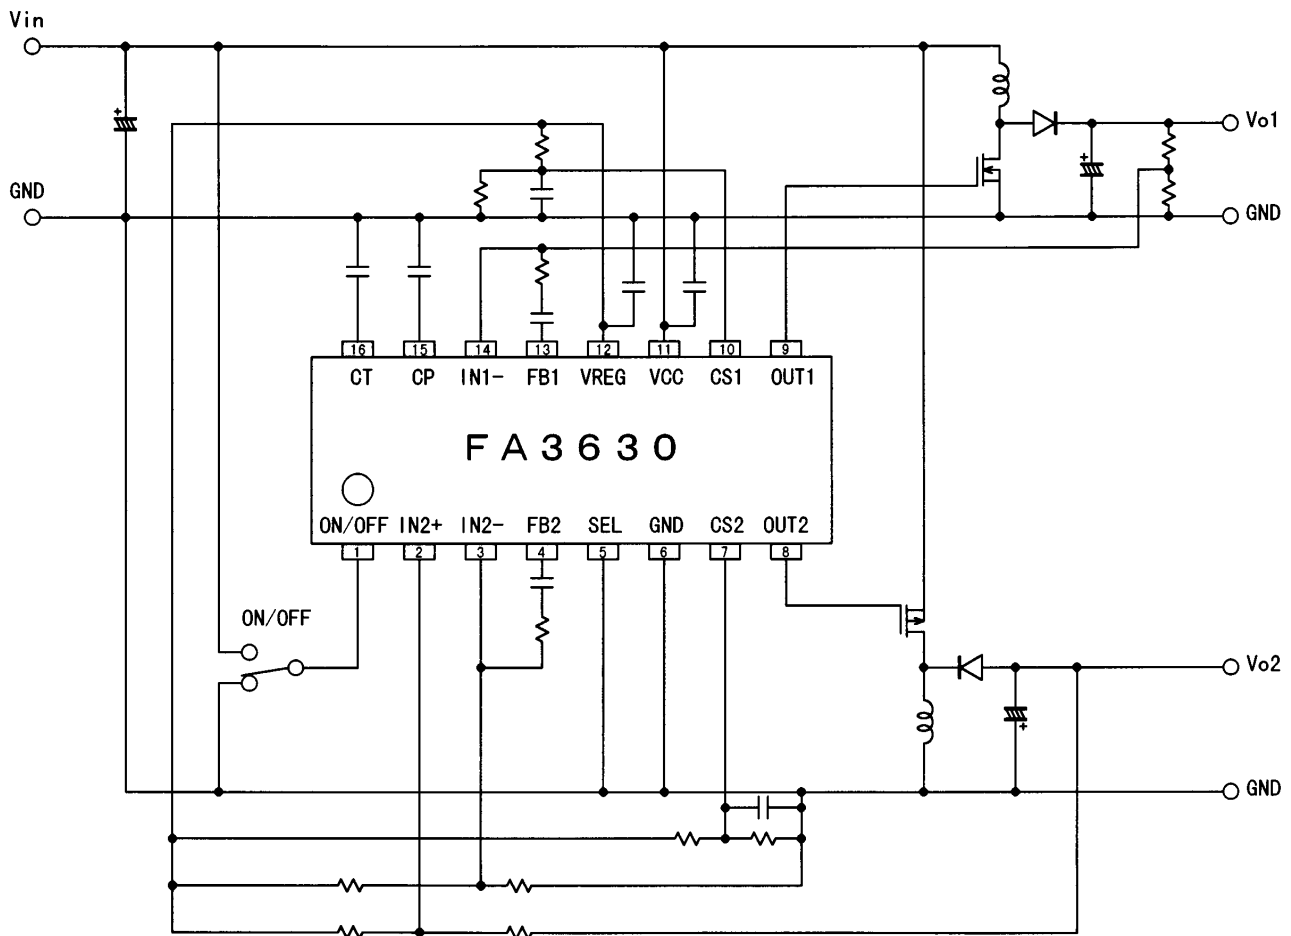 Vin
+
Vo1
+
GND
GND
16 15 14 13 12 11 10 9
CT CP IN1- FB1 VREG VCC CS1 OUT1
FA3630
ON/OFF IN2+ IN2- FB2 SEL GND CS2 OUT2
1 2 3 4 5 6 7 8
ON/OFF
Vo2
+
GND